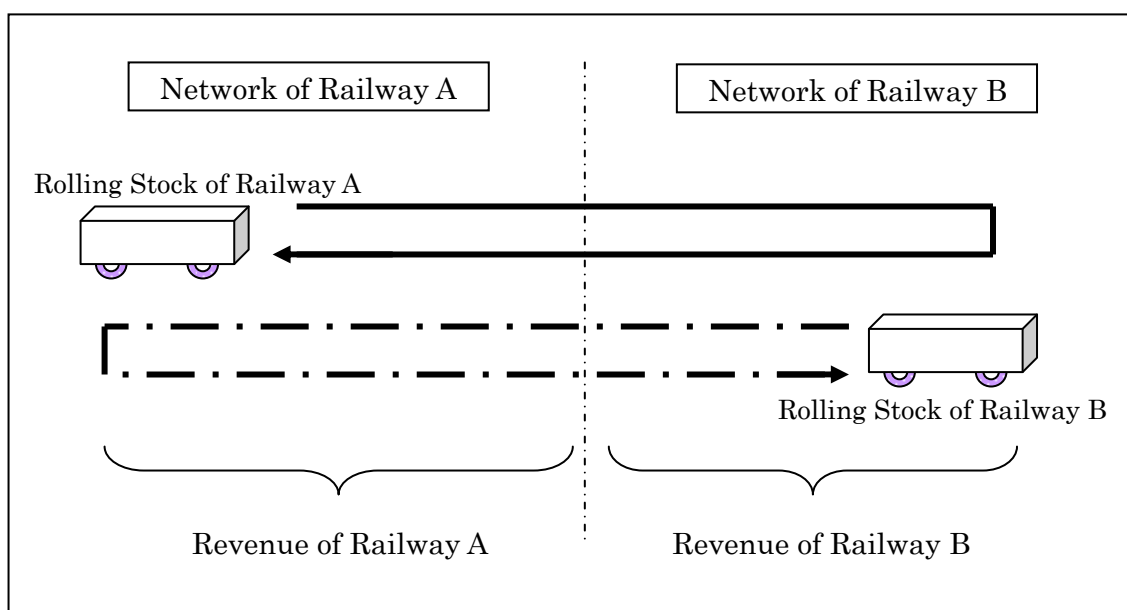 Network of Railway A
Network of Railway B
Rolling Stock of Railway A
Rolling Stock of Railway B
Revenue of Railway A
Revenue of Railway B